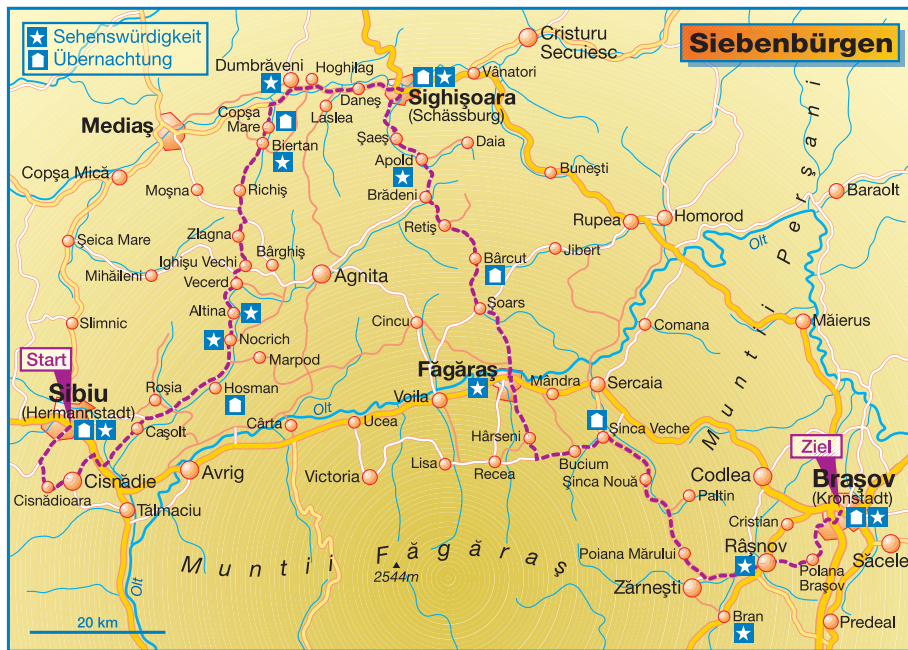 Sehenswürdigkeit
Übernachtung
Siebenbürgen
Cristuru
Secuiesc
Dumbrăveni
Hoghilag
Vânatori
Daneş
Laslea
Sighişoara
(Schässburg)
Copşa
Mare
Mediaş
Biertan
Şaeş
Daia
Apold
Copşa Mică
Moşna
Richiş
Brădeni
Buneşti
Baraolt
Rupea
Homorod
Retiş
Zlagna
Şeica Mare
Bârghiş
Ighişu Vechi
Mihăileni
Vecerd
Agnita
Bârcut
Jibert
Olt
Munţii Perşani
Şoars
Altina
Slimnic
Cincu
Comana
Măierus
Nocrich
Marpod
Start
Sibiu
(Hermannstadt)
Roşia
Hosman
Făgăraş
Voila
Mândra
Sercaia
Olt
Caşolt
Cârta
Ucea
Hârseni
Şinca Veche
Ziel
Cisnădie
Cisnădioara
Avrig
Victoria
Lisa
Recea
Bucium
Şinca Nouă
Codlea
Braşov
(Kronstadt)
Paltin
Tălmaciu
Cristian
Poiana Mărului
Râşnov
Săcele
Munţii Făgăraş
2544m
Zărneşti
Polana
Braşov
Olt
20 km
Bran
Predeal